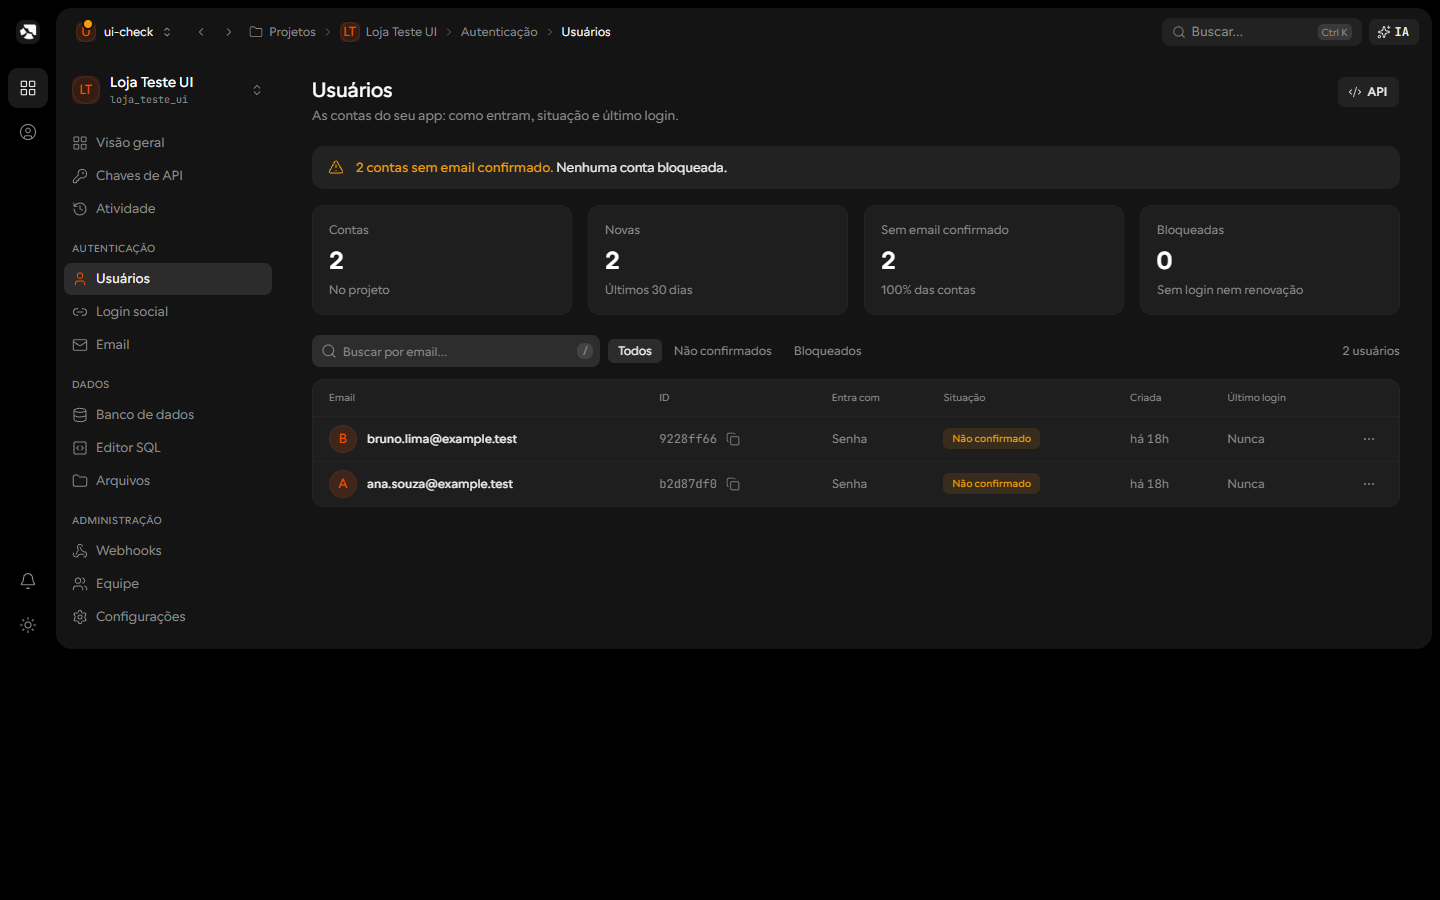 U ui-check Projetos LT Loja Teste UI Autenticação Usuários Buscar... Ctrl K IA
LT Loja Teste UI
loja_teste_ui
Visão geral
Chaves de API
Atividade
AUTENTICAÇÃO
Usuários
Login social
Email
DADOS
Banco de dados
Editor SQL
Arquivos
ADMINISTRAÇÃO
Webhooks
Equipe
Configurações
Usuários
API
As contas do seu app: como entram, situação e último login.
2 contas sem email confirmado. Nenhuma conta bloqueada.
Contas
2
No projeto
Novas
2
Últimos 30 dias
Sem email confirmado
2
100% das contas
Bloqueadas
0
Sem login nem renovação
Buscar por email... / Todos Não confirmados Bloqueados 2 usuários
Email ID Entra com Situação Criada Último login
B bruno.lima@example.test 9228ff66 Senha Não confirmado há 18h Nunca ...
A ana.souza@example.test b2d87df0 Senha Não confirmado há 18h Nunca ...